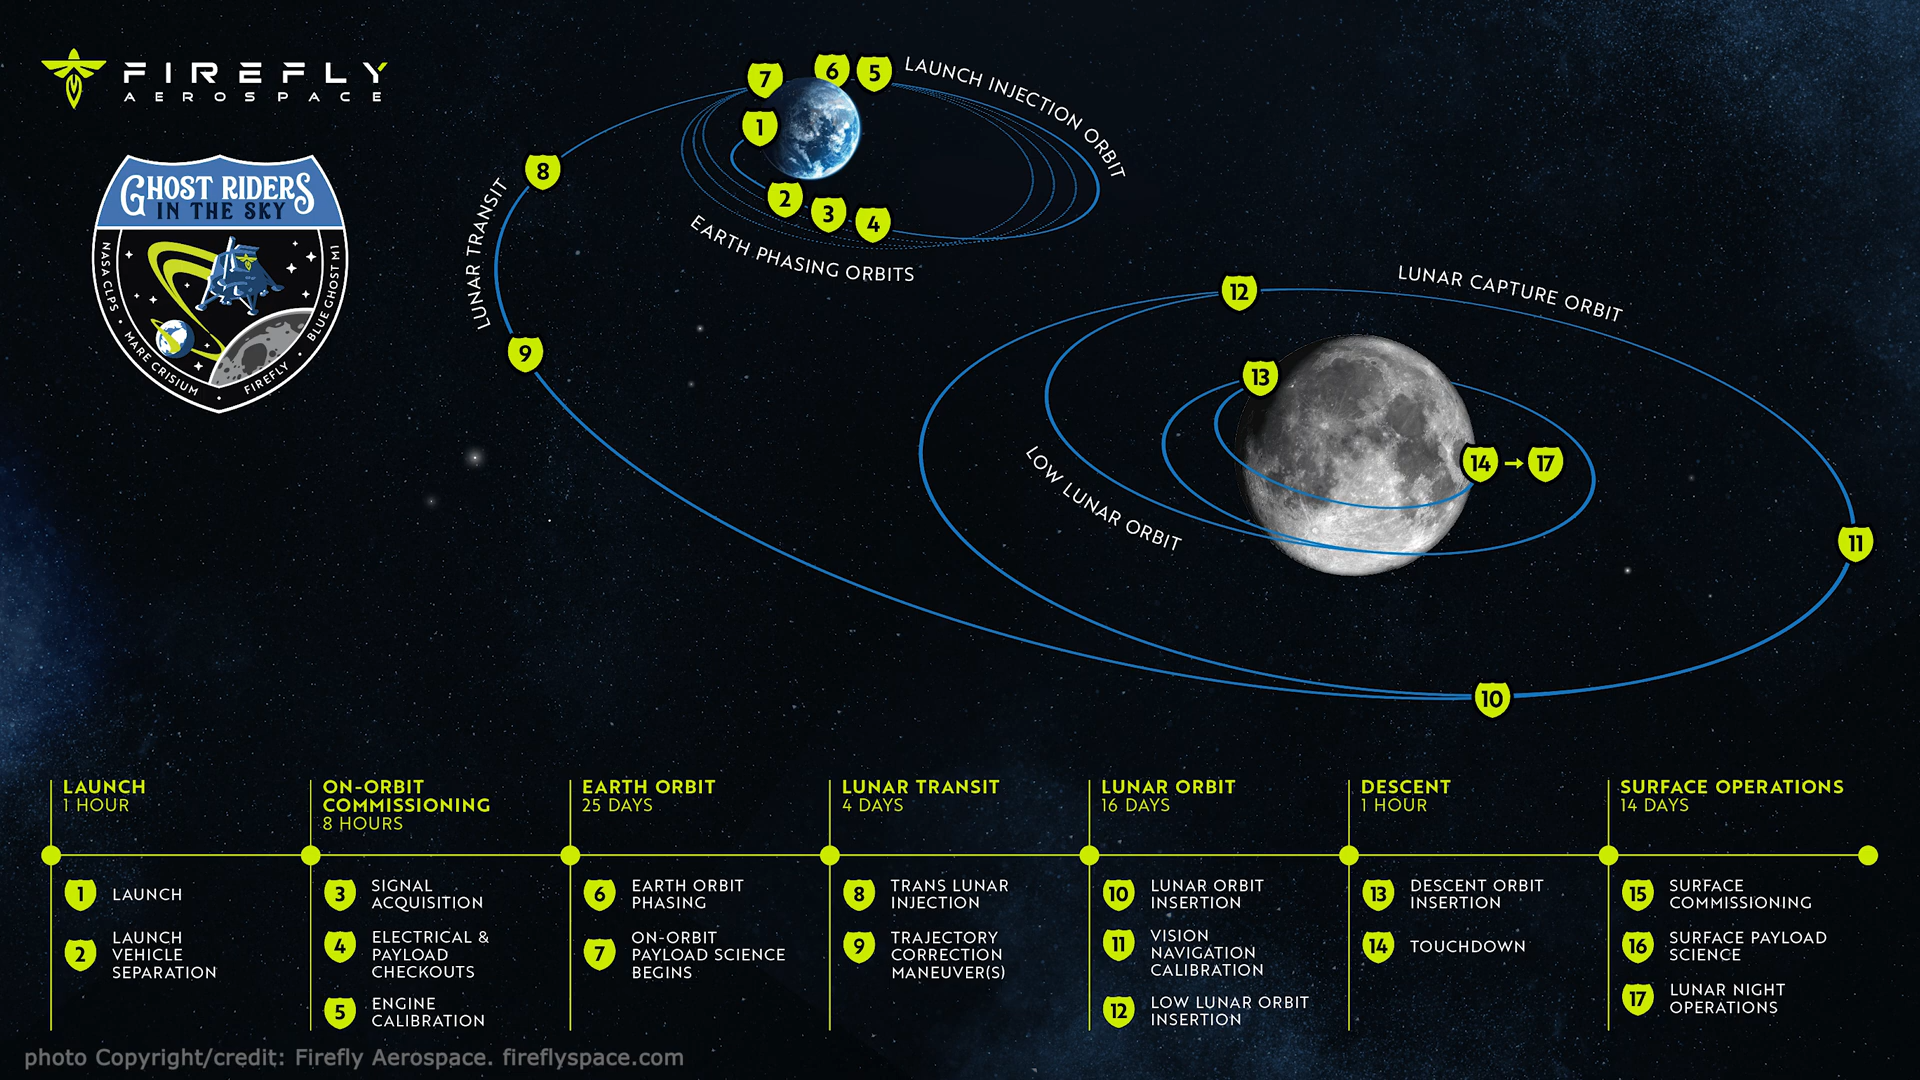 FIREFLY
AEROSPACE
GHOST RIDERS
IN THE SKY
NASA CLPS • MARE CRISIUM • FIREFLY • BLUE GHOST M1
7
6
5
LAUNCH INJECTION ORBIT
1
8
2
3
4
LUNAR TRANSIT
EARTH PHASING ORBITS
12
LUNAR CAPTURE ORBIT
9
13
14
17
LOW LUNAR ORBIT
11
10
LAUNCH
1 HOUR
1
LAUNCH
2
LAUNCH
VEHICLE
SEPARATION
ON-ORBIT
COMMISSIONING
8 HOURS
3
SIGNAL
ACQUISITION
4
ELECTRICAL &
PAYLOAD
CHECKOUTS
5
ENGINE
CALIBRATION
EARTH ORBIT
25 DAYS
6
EARTH ORBIT
PHASING
7
ON-ORBIT
PAYLOAD SCIENCE
BEGINS
LUNAR TRANSIT
4 DAYS
8
TRANS LUNAR
INJECTION
9
TRAJECTORY
CORRECTION
MANEUVER(S)
LUNAR ORBIT
16 DAYS
10
LUNAR ORBIT
INSERTION
11
VISION
NAVIGATION
CALIBRATION
12
LOW LUNAR ORBIT
INSERTION
DESCENT
1 HOUR
13
DESCENT ORBIT
INSERTION
14
TOUCHDOWN
SURFACE OPERATIONS
14 DAYS
15
SURFACE
COMMISSIONING
16
SURFACE PAYLOAD
SCIENCE
17
LUNAR NIGHT
OPERATIONS
photo Copyright/credit: Firefly Aerospace. fireflyspace.com